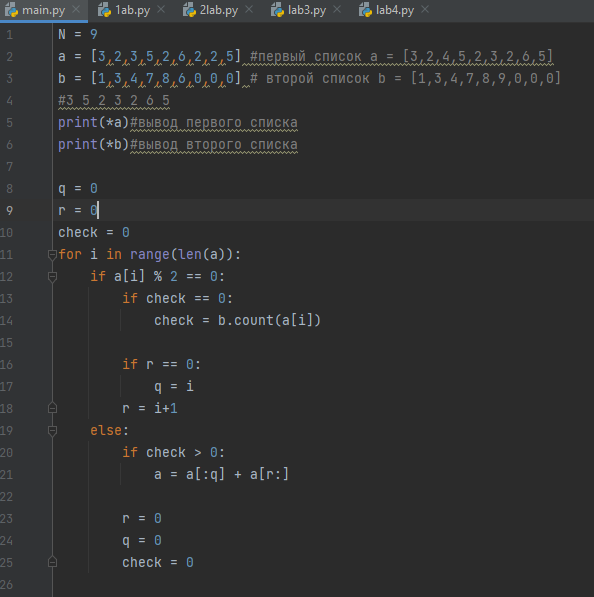 main.py 1ab.py 2lab.py lab3.py lab4.py
1 N = 9
2 a = [3,2,3,5,2,6,2,2,5] #первый список a = [3,2,4,5,2,3,2,6,5]
3 b = [1,3,4,7,8,6,0,0,0] # второй список b = [1,3,4,7,8,9,0,0,0]
4 #3 5 2 3 2 6 5
5 print(*a)#вывод первого списка
6 print(*b)#вывод второго списка
7
8 q = 0
9 r = 0
10 check = 0
11 for i in range(len(a)):
12 if a[i] % 2 == 0:
13 if check == 0:
14 check = b.count(a[i])
15
16 if r == 0:
17 q = i
18 r = i+1
19 else:
20 if check > 0:
21 a = a[:q] + a[r:]
22
23 r = 0
24 q = 0
25 check = 0
26